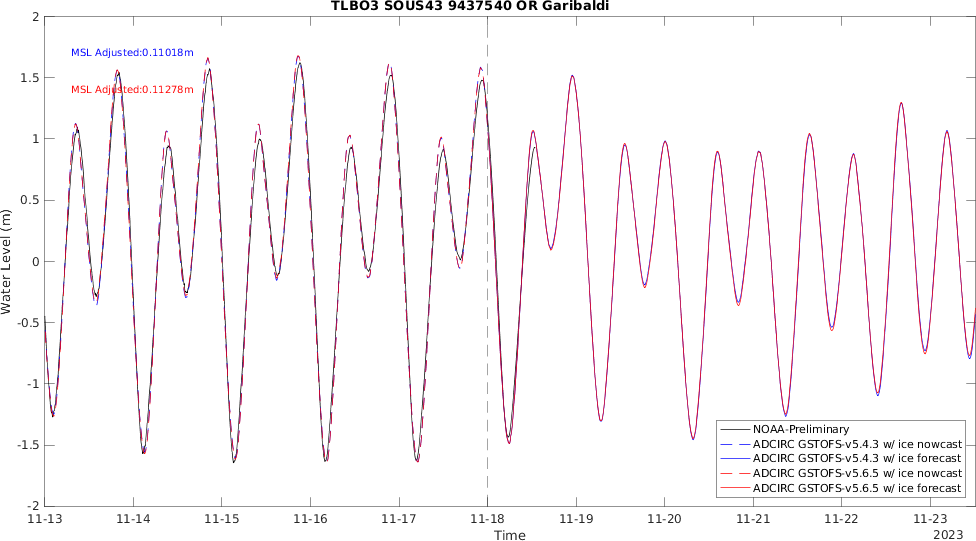 TLBO3 SOUS43 9437540 OR Garibaldi
2
MSL Adjusted:0.11018m
1.5
MSL Adjusted:0.11278m
1
0.5
Water Level (m)
0
-0.5
-1
-1.5
-2
NOAA-Preliminary
ADCIRC GSTOFS-v5.4.3 w/ ice nowcast
ADCIRC GSTOFS-v5.4.3 w/ ice forecast
ADCIRC GSTOFS-v5.6.5 w/ ice nowcast
ADCIRC GSTOFS-v5.6.5 w/ ice forecast
11-13 11-14 11-15 11-16 11-17 11-18 11-19 11-20 11-21 11-22 11-23
Time
2023